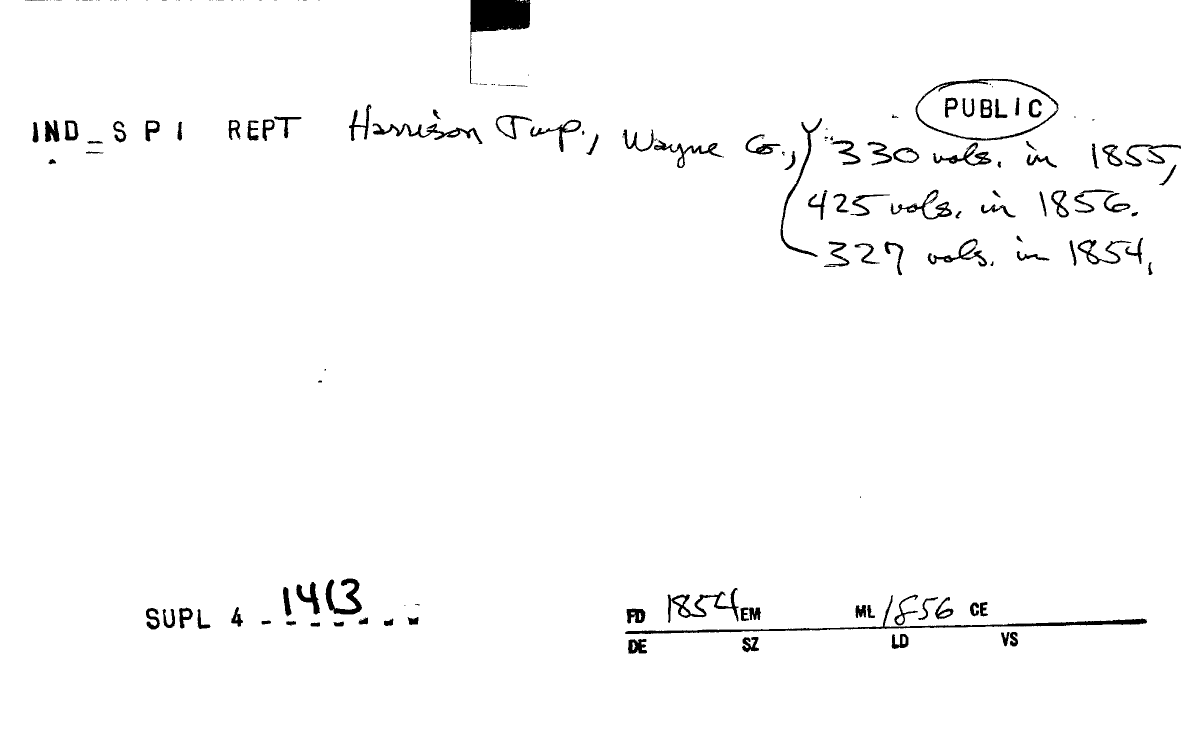 PUBLIC
IND_S P I REPT Harrison Twp., Wayne Co., 330 vols. in 1855,
425 vols. in 1856.
327 vols. in 1854,
SUPL 4 - 1413
FD 1854 EM ML 1856 CE
DE SZ LD VS